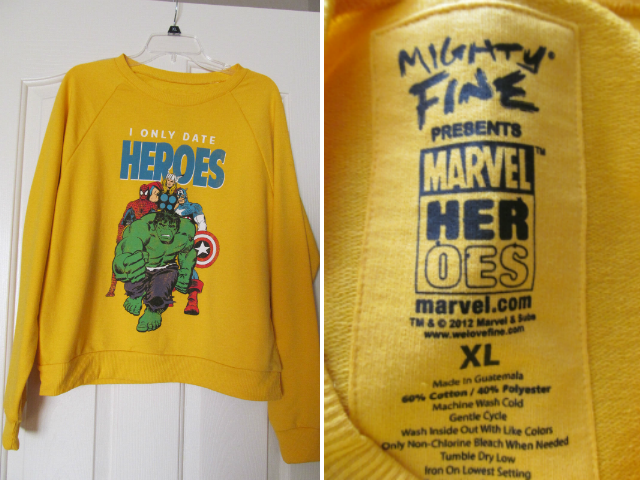 I ONLY DATE
HEROES
MIGHTY
FINE
PRESENTS
MARVEL™
HER
OES
marvel.com
TM & © 2012 Marvel & Subs
www.welovefine.com
XL
Made in Guatemala
60% Cotton / 40% Polyester
Machine Wash Cold
Gentle Cycle
Wash Inside Out With Like Colors
Only Non-Chlorine Bleach When Needed
Tumble Dry Low
Iron On Lowest Setting